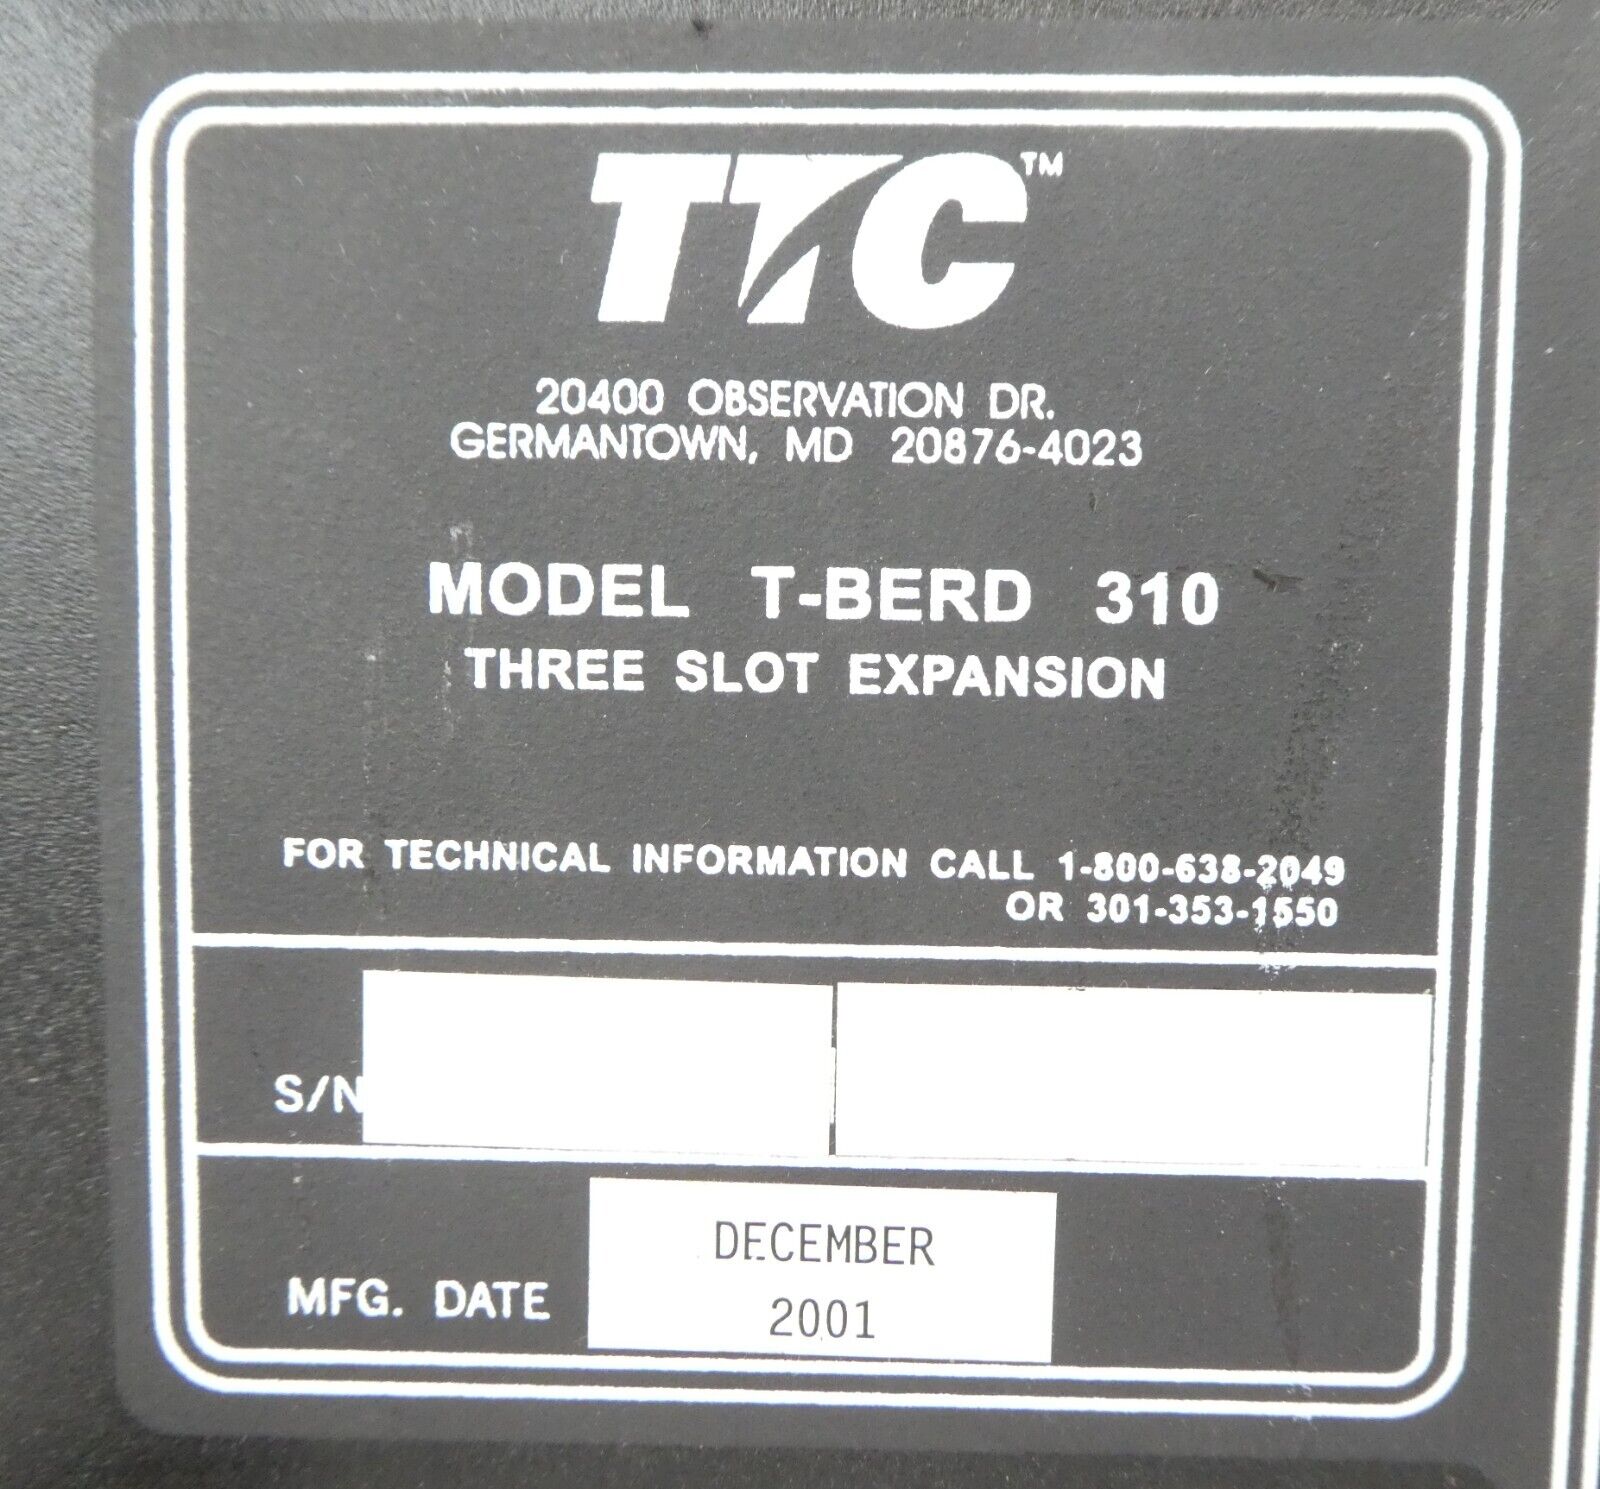 TTC™
20400 OBSERVATION DR.
GERMANTOWN, MD 20876-4023
MODEL T-BERD 310
THREE SLOT EXPANSION
FOR TECHNICAL INFORMATION CALL 1-800-638-2049
OR 301-353-1550
S/N
MFG. DATE
DECEMBER
2001